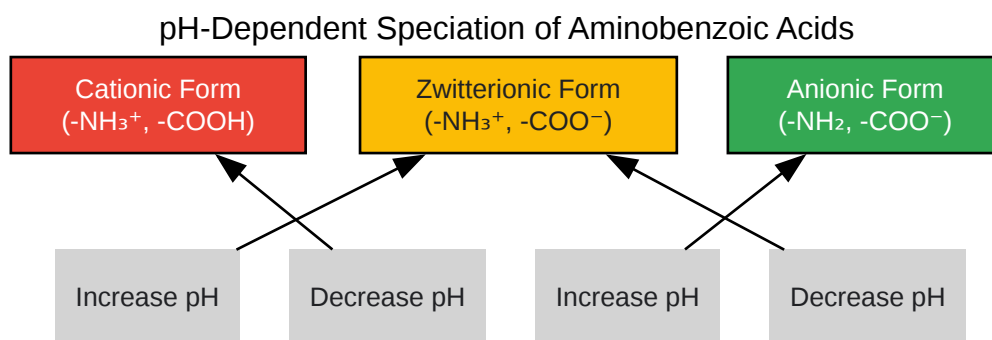 pH-Dependent Speciation of Aminobenzoic Acids
Cationic Form
(-NH₃⁺, -COOH)
Zwitterionic Form
(-NH₃⁺, -COO⁻)
Anionic Form
(-NH₂, -COO⁻)
Increase pH
Decrease pH
Increase pH
Decrease pH